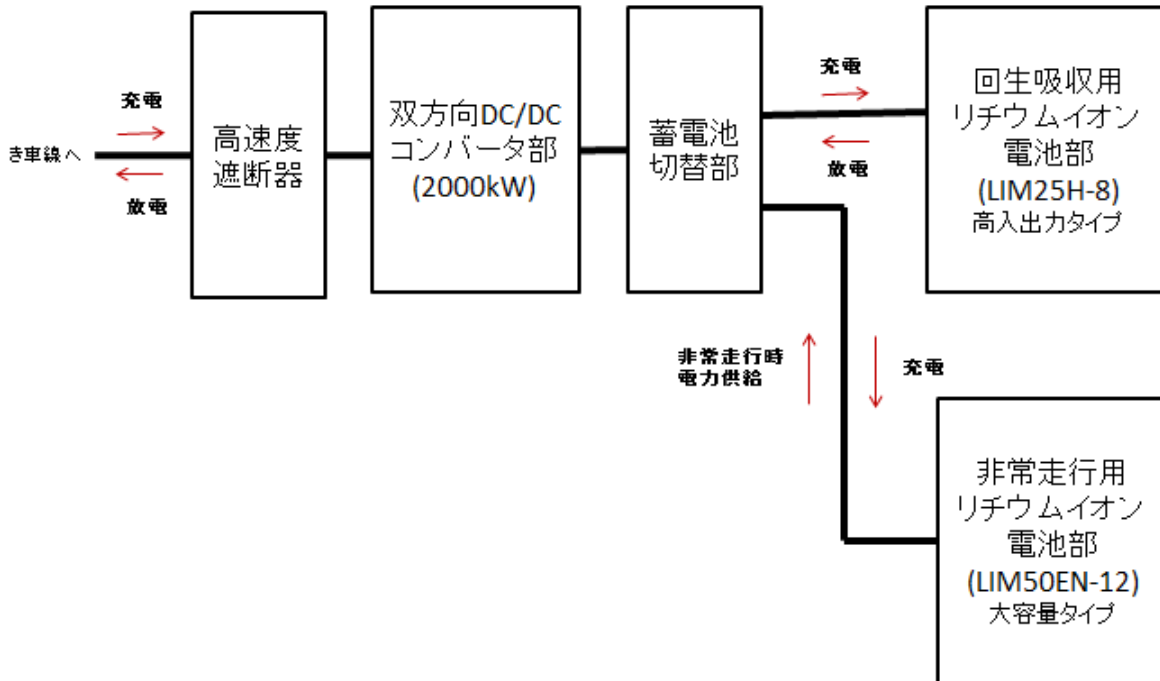 き車線へ
充電
放電
高速度
遮断器
双方向DC/DC
コンバータ部
(2000kW)
蓄電池
切替部
充電
放電
回生吸収用
リチウムイオン
電池部
(LIM25H-8)
高入出力タイプ
非常走行時
電力供給
充電
非常走行用
リチウムイオン
電池部
(LIM50EN-12)
大容量タイプ